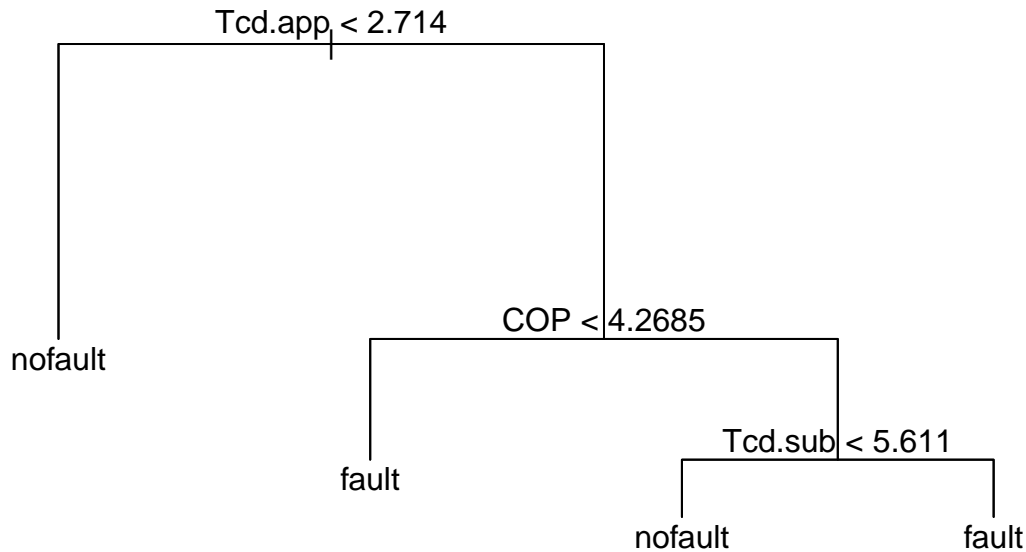 Tcd.app < 2.714
COP < 4.2685
nofault
Tcd.sub < 5.611
fault
nofault
fault